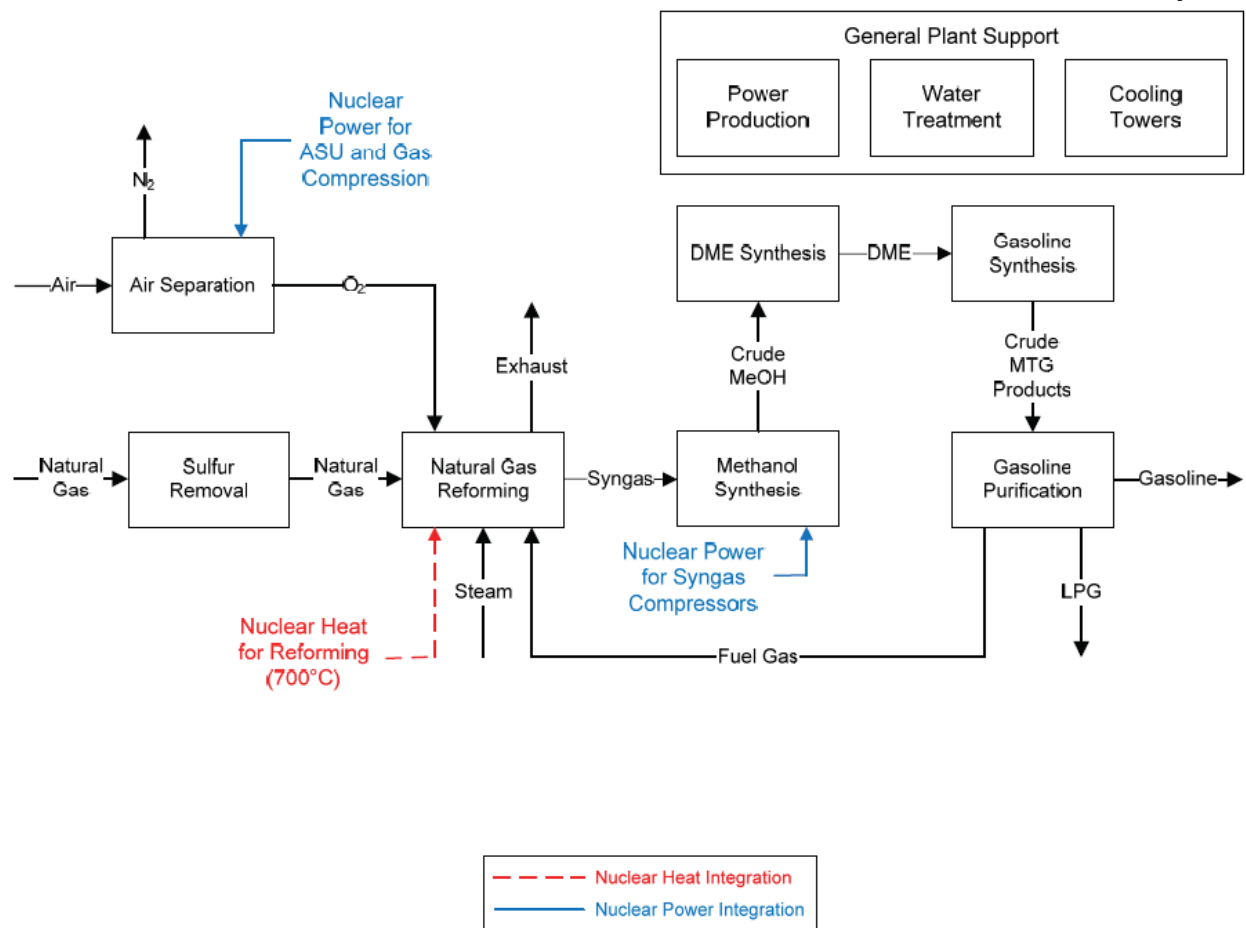 General Plant Support
Power
Production
Water
Treatment
Cooling
Towers
Nuclear
Power for
ASU and Gas
Compression
N₂
Air
Air Separation
O₂
DME Synthesis
DME
Gasoline
Synthesis
Exhaust
Crude
MeOH
Crude
MTG
Products
Natural
Gas
Sulfur
Removal
Natural
Gas
Natural Gas
Reforming
Syngas
Methanol
Synthesis
Gasoline
Purification
Gasoline
Nuclear Power
for Syngas
Compressors
Steam
LPG
Nuclear Heat
for Reforming
(700°C)
Fuel Gas
Nuclear Heat Integration
Nuclear Power Integration